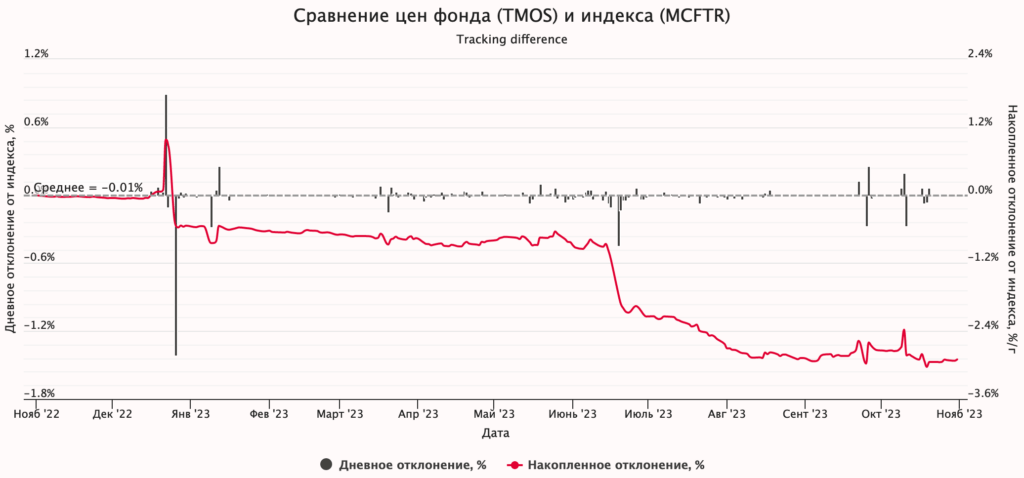 Сравнение цен фонда (TMOS) и индекса (MCFTR)
Tracking difference
1.2%
2.4%
0.6%
1.2%
0.
Среднее = −0.01%
0.0%
−0.6%
−1.2%
−1.2%
−2.4%
−1.8%
−3.6%
Дневное отклонение от индекса, %
Накопленное отклонение от индекса, %/г
Нояб '22 Дек '22 Янв '23 Фев '23 Март '23 Апр '23 Май '23 Июнь '23 Июль '23 Авг '23 Сент '23 Окт '23 Нояб '23
Дата
Дневное отклонение, % Накопленное отклонение, %